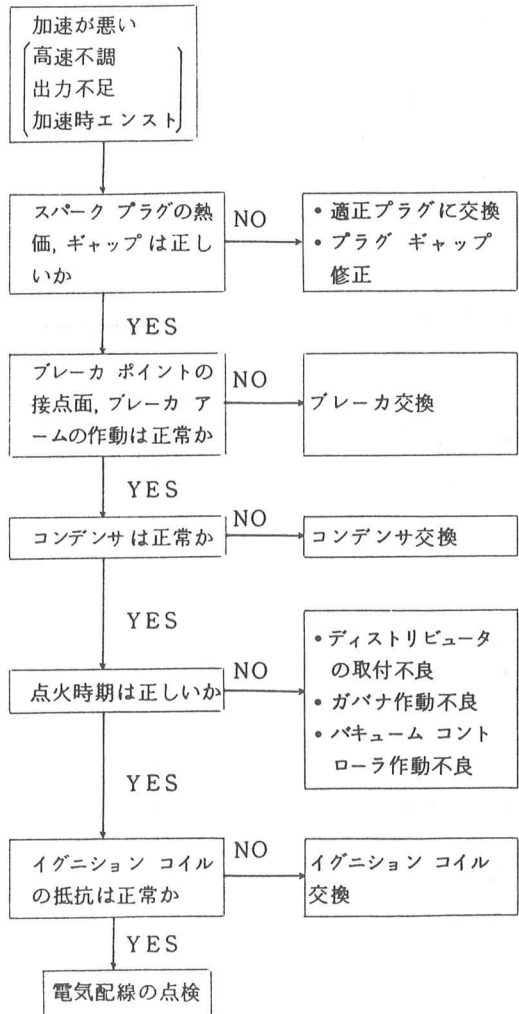 加速が悪い
高速不調
出力不足
加速時エンスト
スパーク プラグの熱
価,ギャップは正し
いか
NO
• 適正プラグに交換
• プラグ ギャップ
修正
YES
ブレーカ ポイントの
接点面,ブレーカ ア
ームの作動は正常か
NO
ブレーカ交換
YES
コンデンサは正常か
NO
コンデンサ交換
YES
点火時期は正しいか
NO
• ディストリビュータ
の取付不良
• ガバナ作動不良
• バキューム コント
ローラ作動不良
YES
イグニション コイル
の抵抗は正常か
NO
イグニション コイル
交換
YES
電気配線の点検